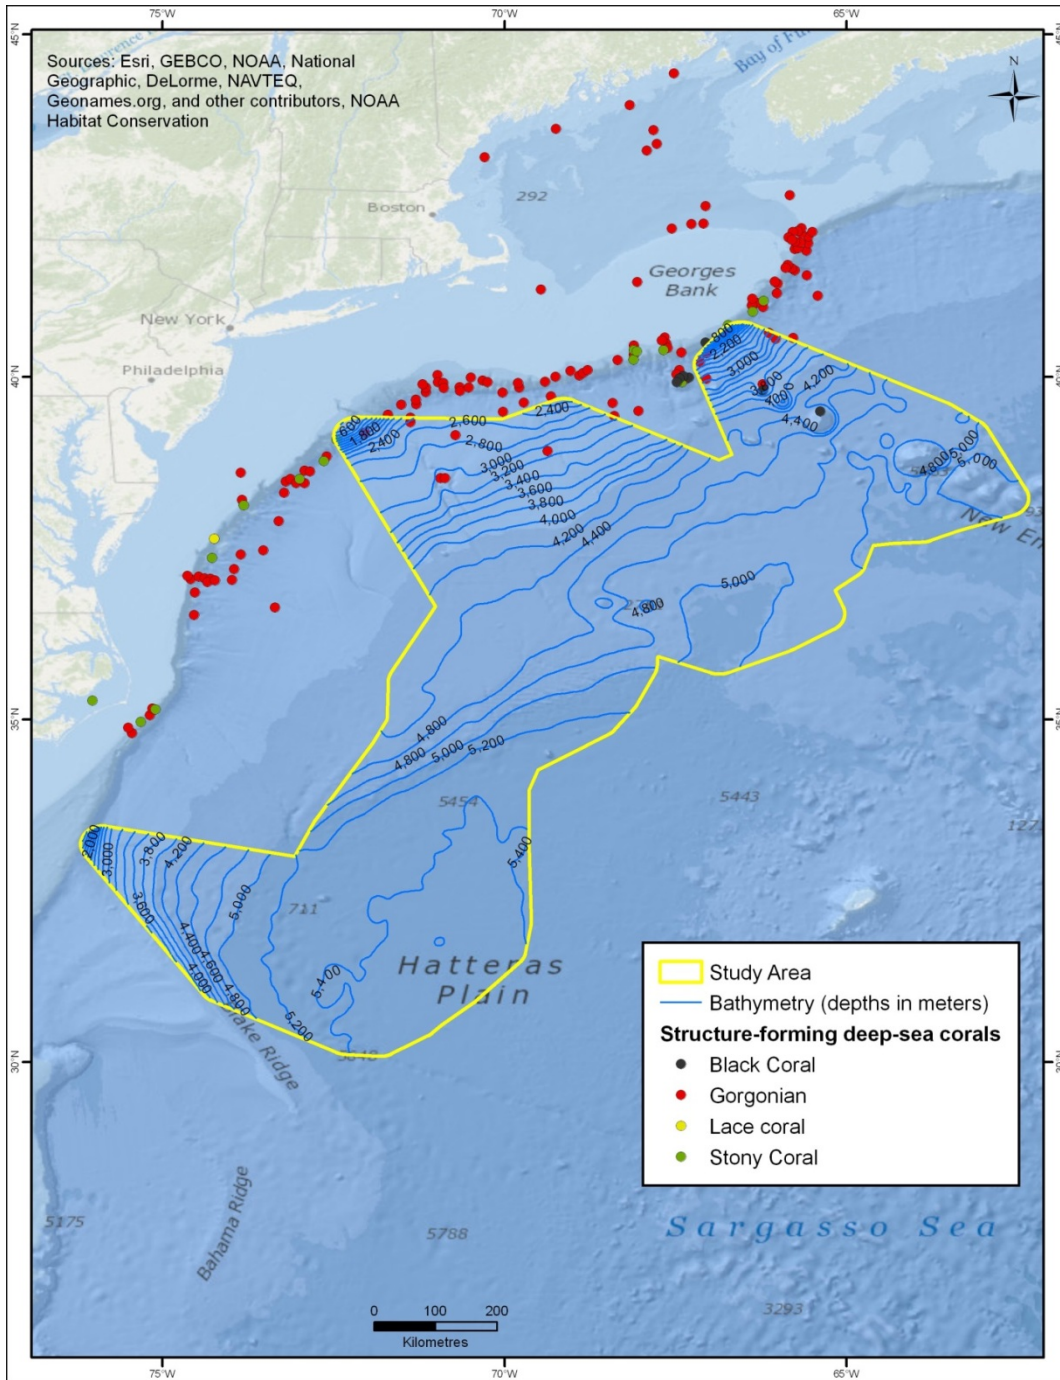 75°W
70°W
65°W
45°N
Sources: Esri, GEBCO, NOAA, National
Geographic, DeLorme, NAVTEQ,
Geonames.org, and other contributors, NOAA
Habitat Conservation
N
292
Boston
Georges
Bank
New York
Philadelphia
40°N
40°N
2,200
3,000
4,200
4,400
4,800
5,000
2,600
2,400
1,800
2,400
2,800
3,000
3,200
3,400
3,600
3,800
4,000
4,200
4,400
5,000
4,800
35°N
4,800
4,800
5,000
5,200
5454
5443
2,000
3,000
3,800
4,200
5,000
5,400
3,600
4,400
4,600
4,000
4,800
711
5,400
5,200
Hatteras
Plain
30°N
Bahama Ridge
5175
5788
Sargasso Sea
3293
Study Area
Bathymetry (depths in meters)
Structure-forming deep-sea corals
Black Coral
Gorgonian
Lace coral
Stony Coral
0 100 200
Kilometres
75°W
70°W
65°W